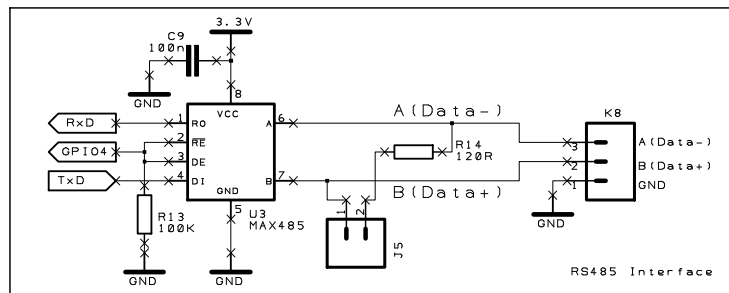 3.3V
C9
100n
GND
8
VCC
RxD
1
RO
A
6
A(Data-)
K8
GPIO4
2
RE
3
DE
R14
120R
3
A(Data-)
TxD
4
DI
GND
B
7
B(Data+)
2
B(Data+)
1
GND
5
U3
MAX485
R13
100K
1
2
J5
GND
GND
GND
RS485 Interface